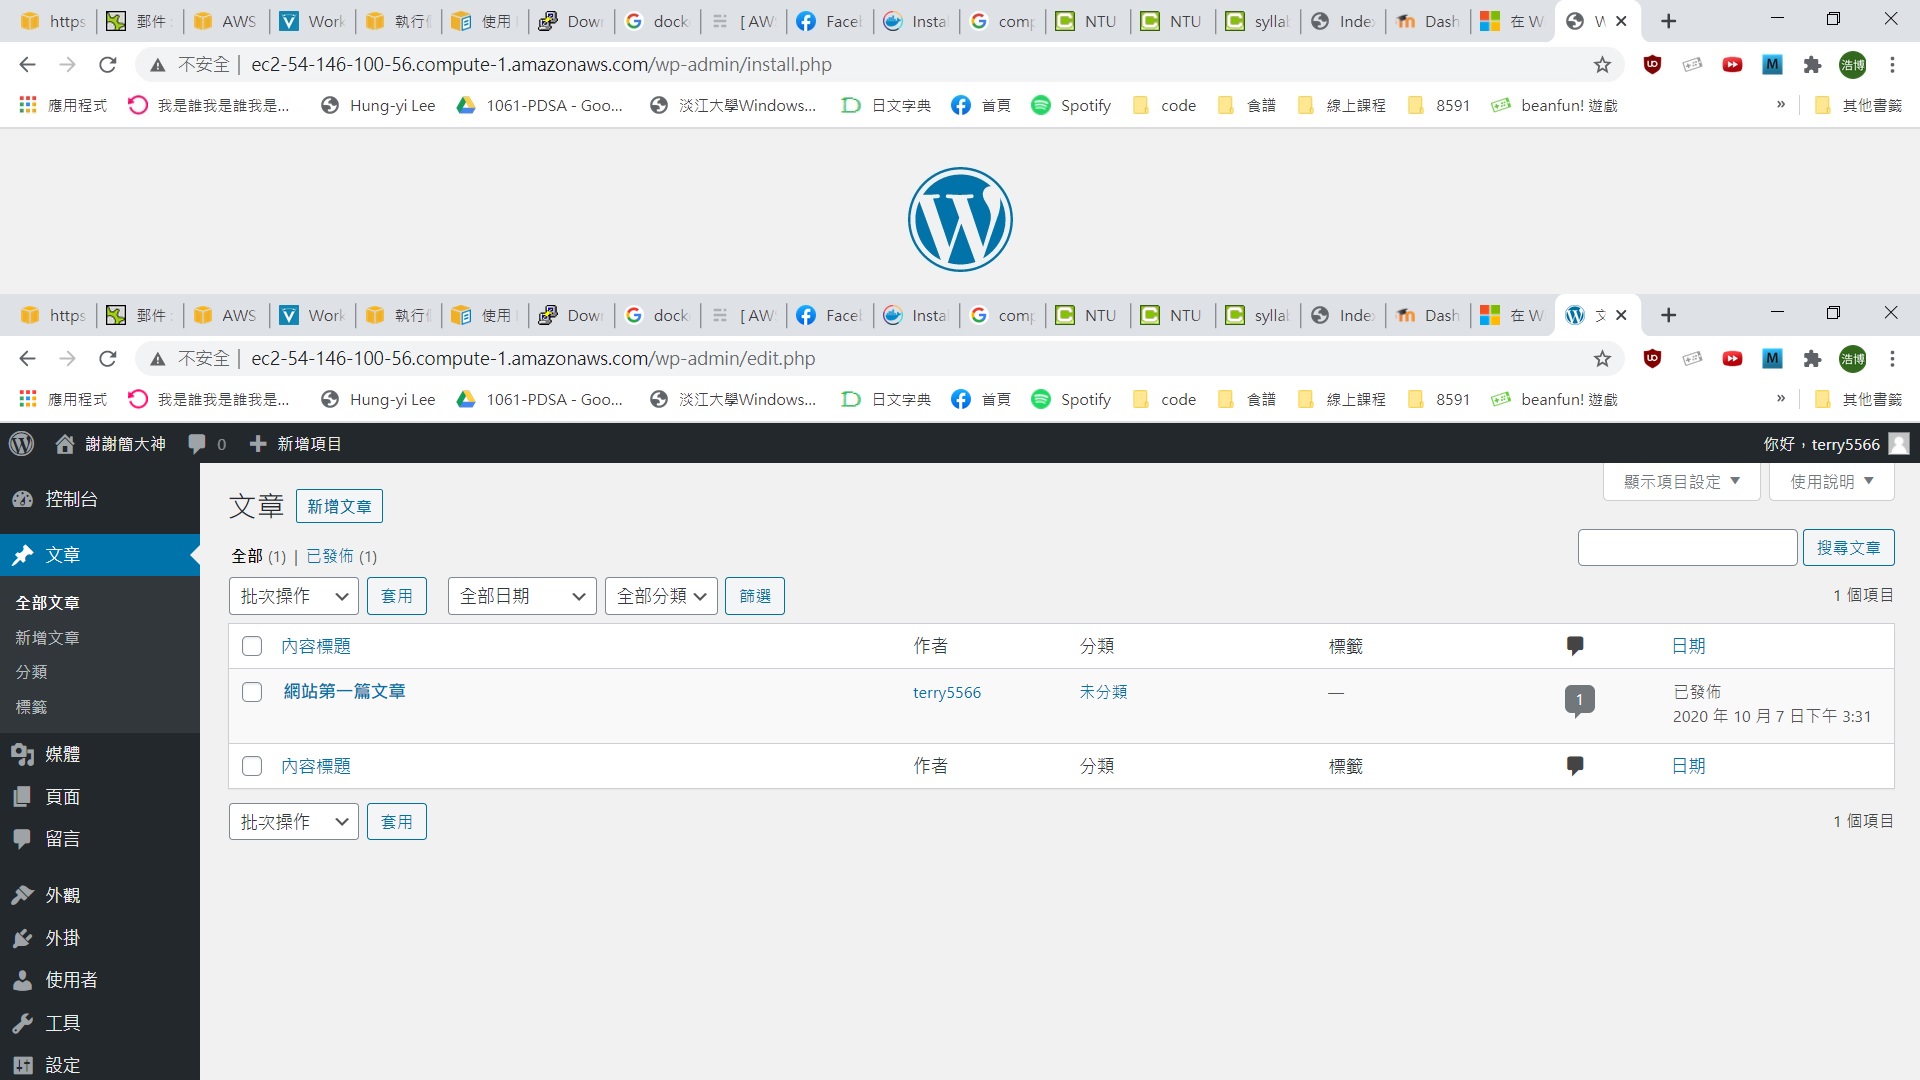 https 郵件 AWS Work 執行 使用 Down dock [ AW Face Insta comp NTU NTU sylla Index Dash 在 W W
不安全 | ec2-54-146-100-56.compute-1.amazonaws.com/wp-admin/install.php 浩博
應用程式 我是誰我是誰我是... Hung-yi Lee 1061-PDSA - Goo... 淡江大學Windows... 日文字典 首頁 Spotify code 食譜 線上課程 8591 beanfun! 遊戲 » 其他書籤
https 郵件 AWS Work 執行 使用 Down dock [ AW Face Insta comp NTU NTU sylla Index Dash 在 W 文
不安全 | ec2-54-146-100-56.compute-1.amazonaws.com/wp-admin/edit.php 浩博
應用程式 我是誰我是誰我是... Hung-yi Lee 1061-PDSA - Goo... 淡江大學Windows... 日文字典 首頁 Spotify code 食譜 線上課程 8591 beanfun! 遊戲 » 其他書籤
謝謝簡大神 0 新增項目 你好，terry5566
控制台
文章
全部文章
新增文章
分類
標籤
媒體
頁面
留言
外觀
外掛
使用者
工具
設定
顯示項目設定 使用說明
文章 新增文章
全部 (1) | 已發佈 (1)
搜尋文章
批次操作 套用 全部日期 全部分類 篩選 1 個項目
內容標題 作者 分類 標籤 日期
網站第一篇文章 terry5566 未分類 — 1 已發佈
2020 年 10 月 7 日下午 3:31
內容標題 作者 分類 標籤 日期
批次操作 套用 1 個項目